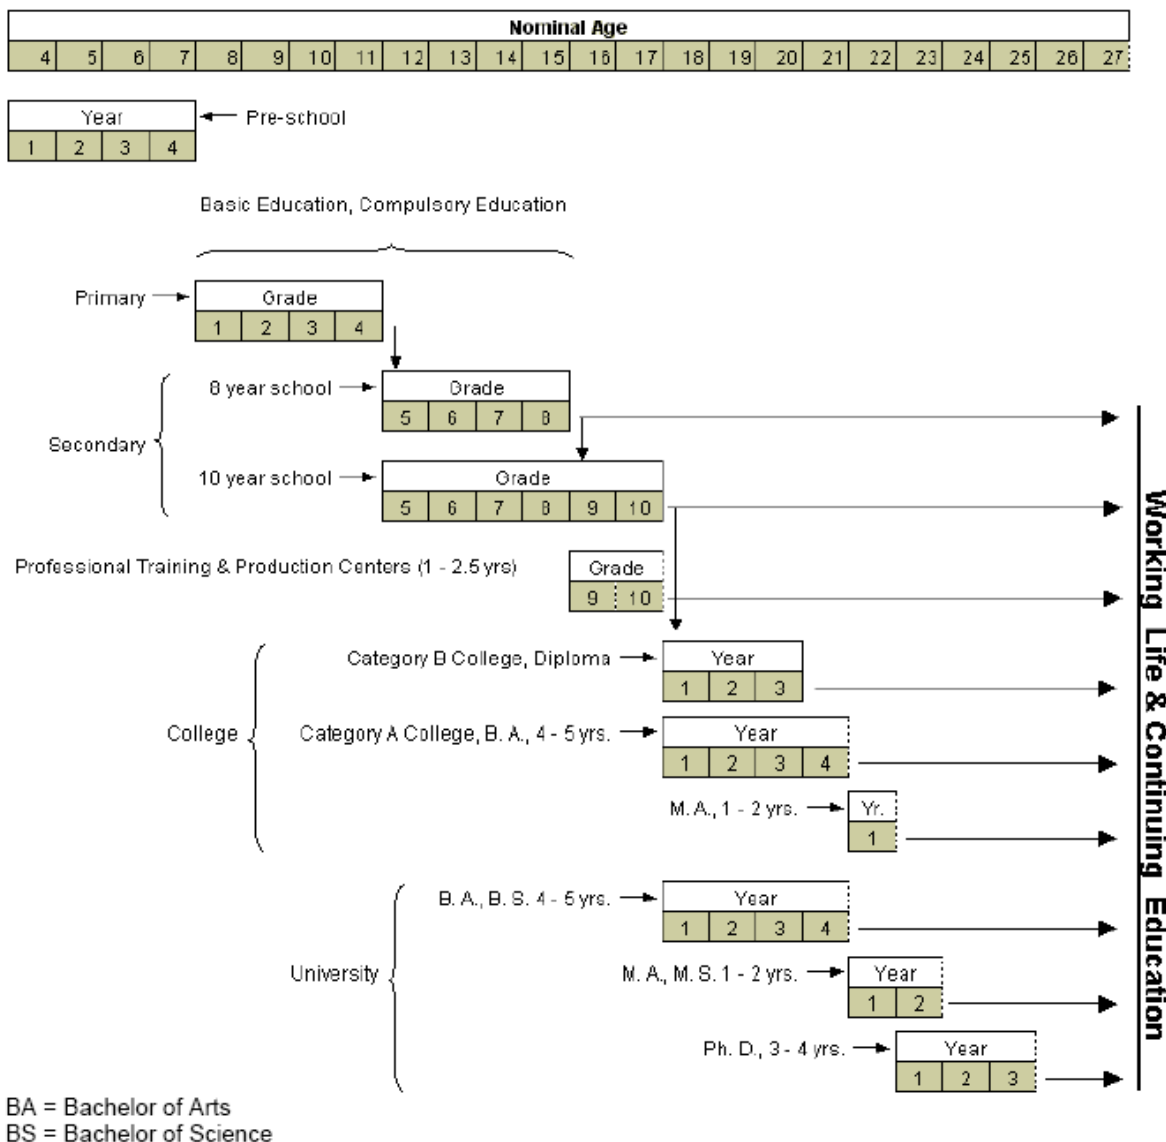 Nominal Age
4 5 6 7 8 9 10 11 12 13 14 15 16 17 18 19 20 21 22 23 24 25 26 27
Year
Pre-school
1 2 3 4
Basic Education, Compulsory Education
Primary
Grade
1 2 3 4
8 year school
Grade
5 6 7 8
Secondary
10 year school
Grade
5 6 7 8 9 10
Professional Training & Production Centers (1 - 2.5 yrs)
Grade
9 10
Category B College, Diploma
Year
1 2 3
College
Category A College, B. A., 4 - 5 yrs.
Year
1 2 3 4
M. A., 1 - 2 yrs.
Yr.
1
B. A., B. S. 4 - 5 yrs.
Year
1 2 3 4
University
M. A., M. S. 1 - 2 yrs.
Year
1 2
Ph. D., 3 - 4 yrs.
Year
1 2 3
Working Life & Continuing Education
BA = Bachelor of Arts
BS = Bachelor of Science